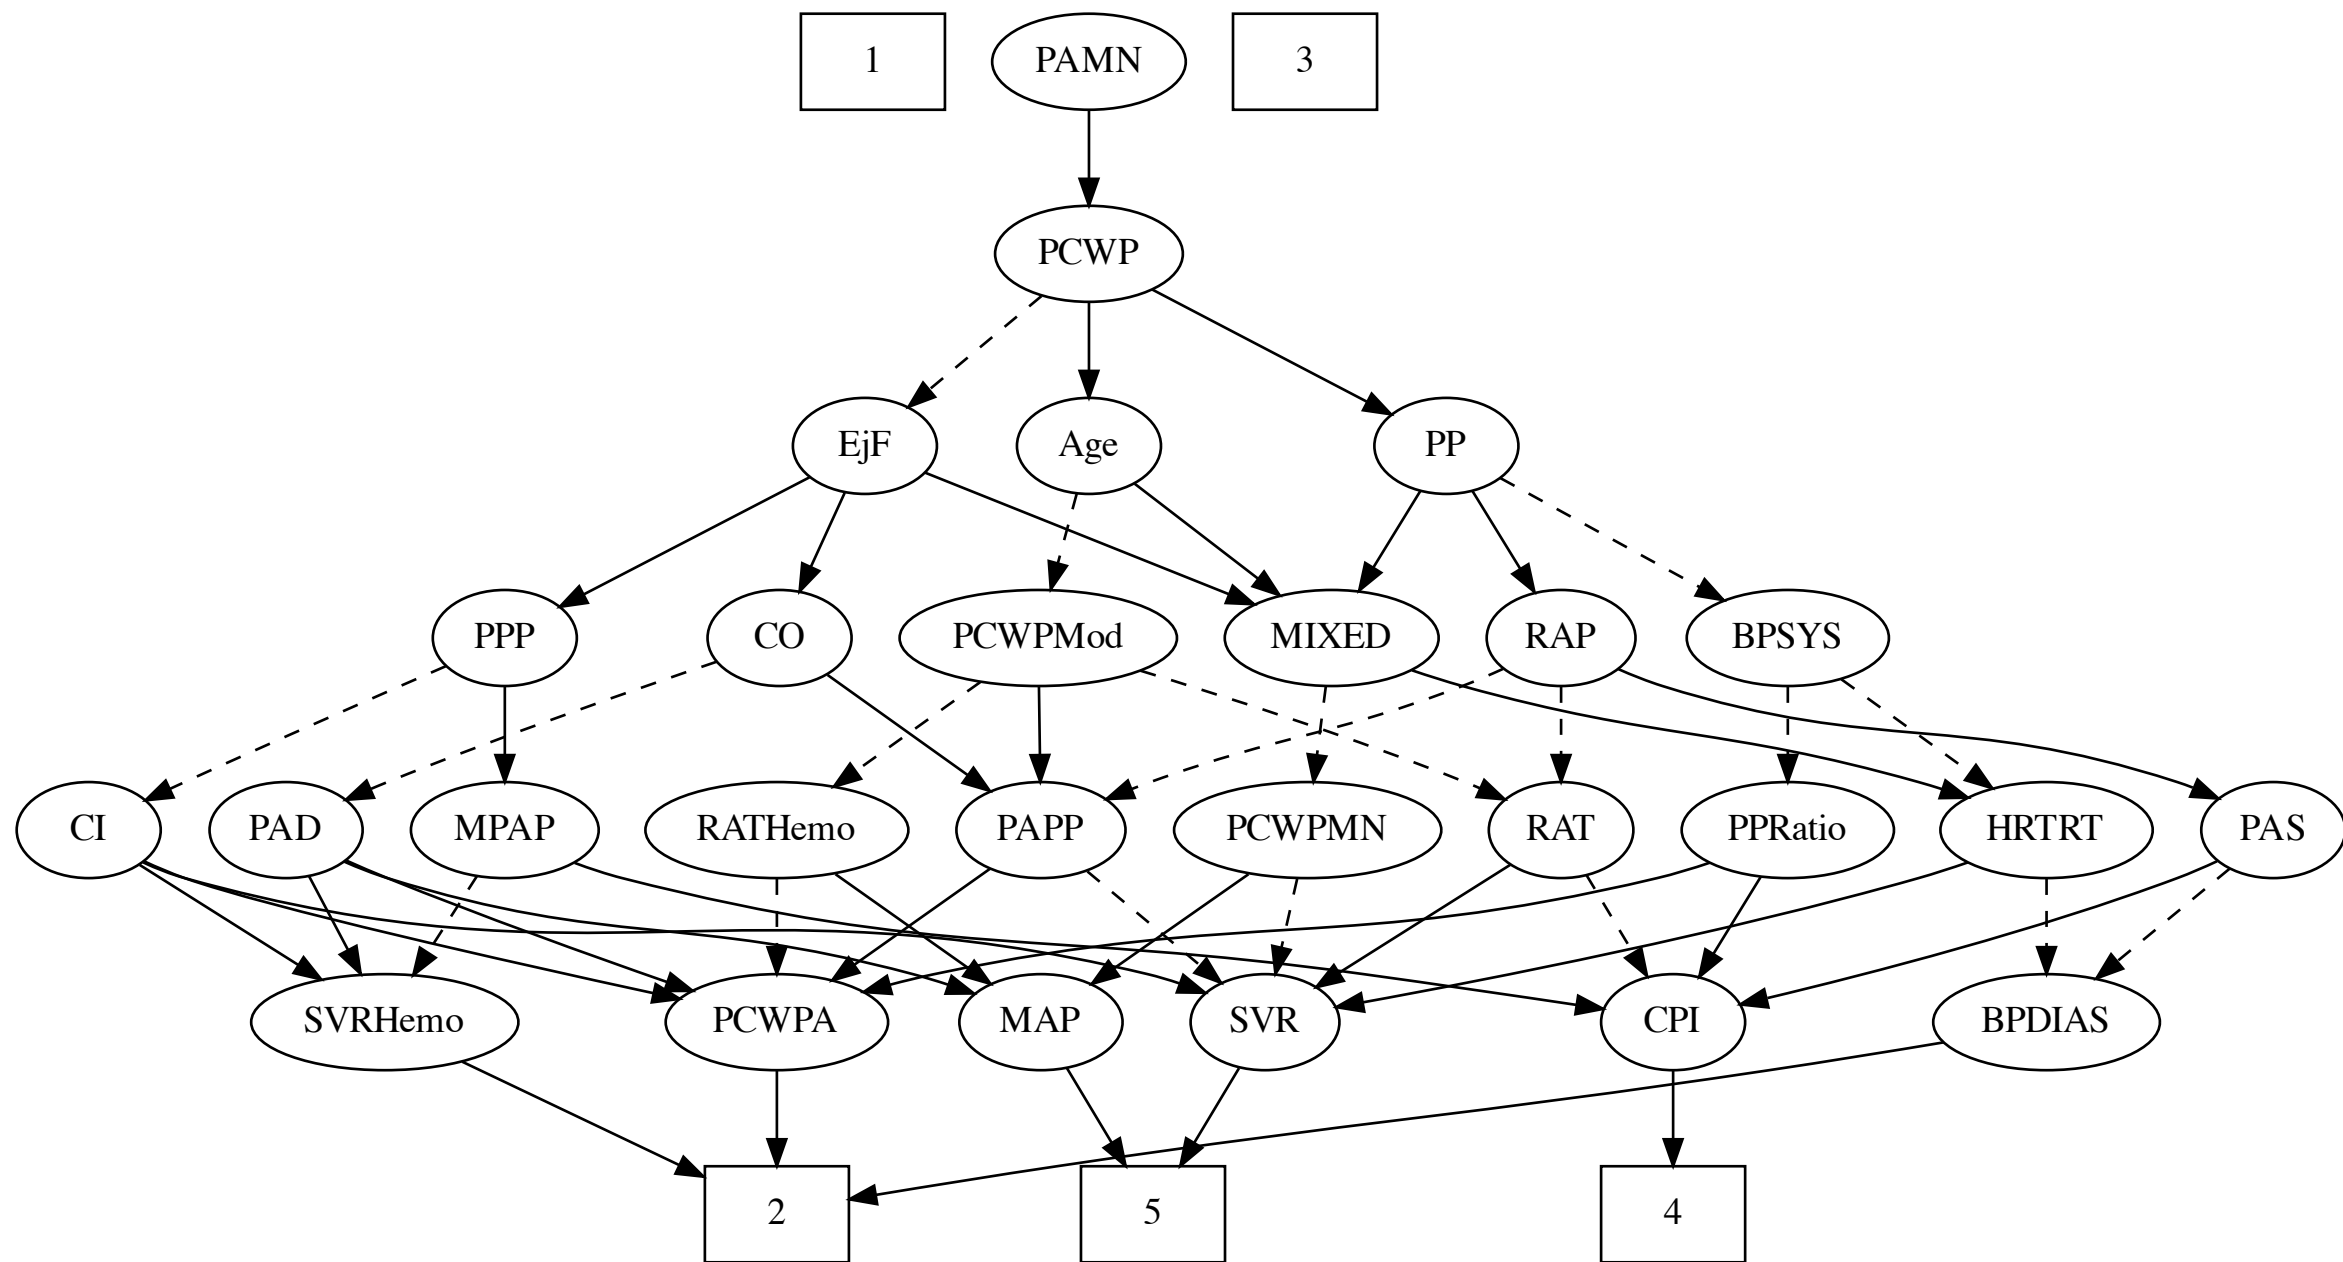 1
PAMN
3
PCWP
EjF
Age
PP
PPP
CO
PCWPMod
MIXED
RAP
BPSYS
CI
PAD
MPAP
RATHemo
PAPP
PCWPMN
RAT
PPRatio
HRTRT
PAS
SVRHemo
PCWPA
MAP
SVR
CPI
BPDIAS
2
5
4